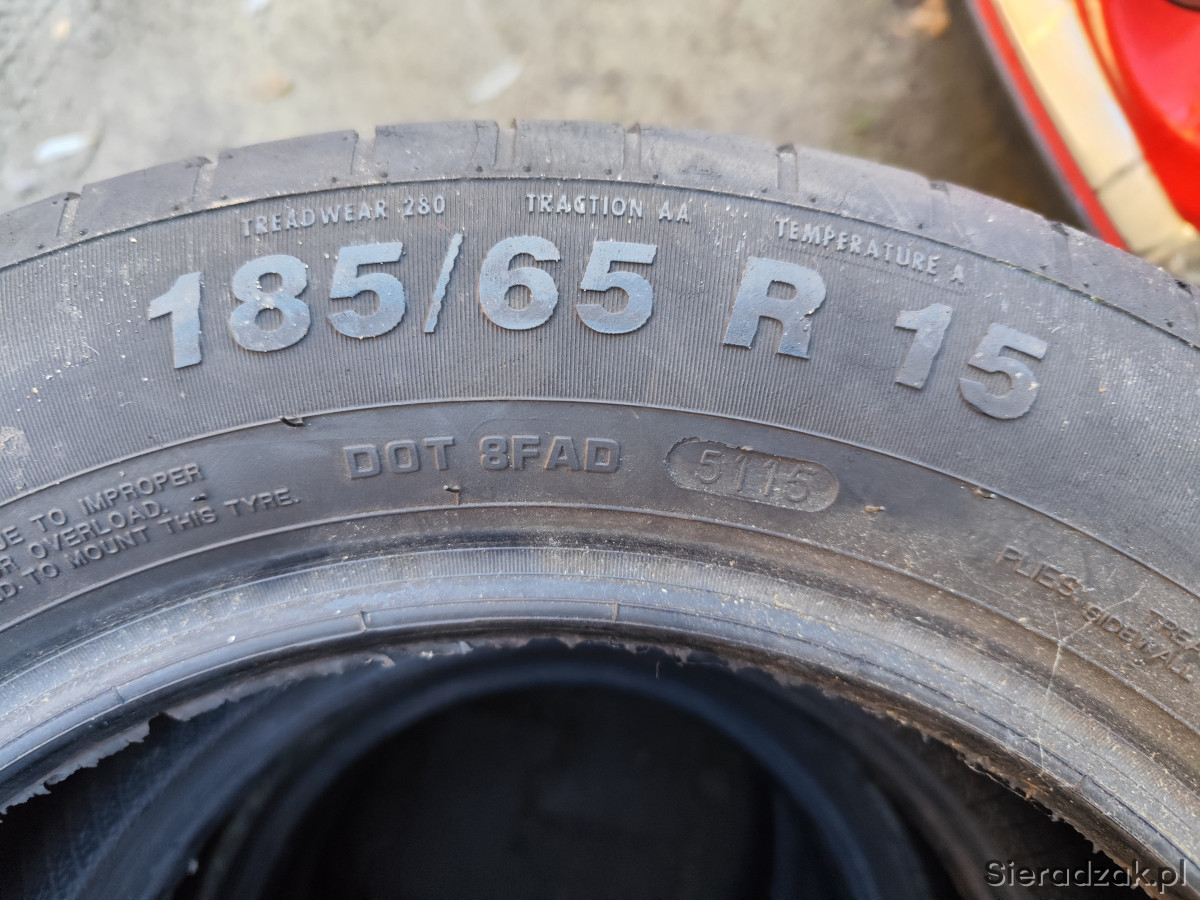 TREADWEAR 280 TRACTION AA TEMPERATURE A
185/65 R 15
DOT 8FAD 5115
TO IMPROPER
OVERLOAD.
TO MOUNT THIS TYRE.
PLIES: SIDEWALL
Sieradzak.pl